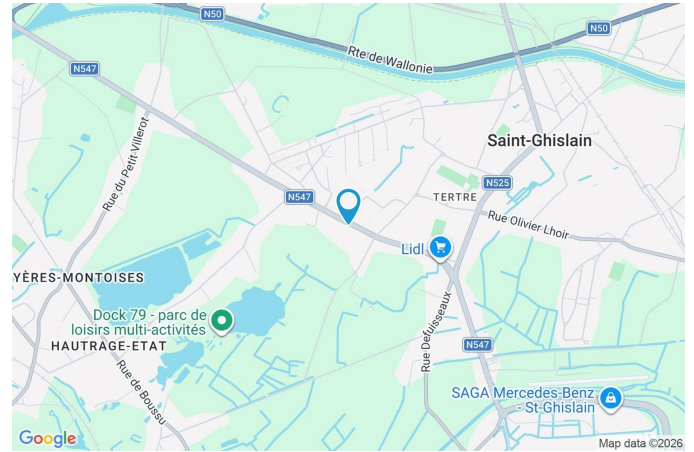 N50
N50
Rte de Wallonie
N547
Rue du Petit-Villerot
Saint-Ghislain
N525
TERTRE
N547
Rue Olivier Lhoir
Lidl
YÈRES-MONTOISES
Dock 79 - parc de
loisirs multi-activités
HAUTRAGE-ETAT
Rue Defuisseaux
N547
Rue de Boussu
SAGA Mercedes-Benz
- St-Ghislain
Google
Map data ©2026